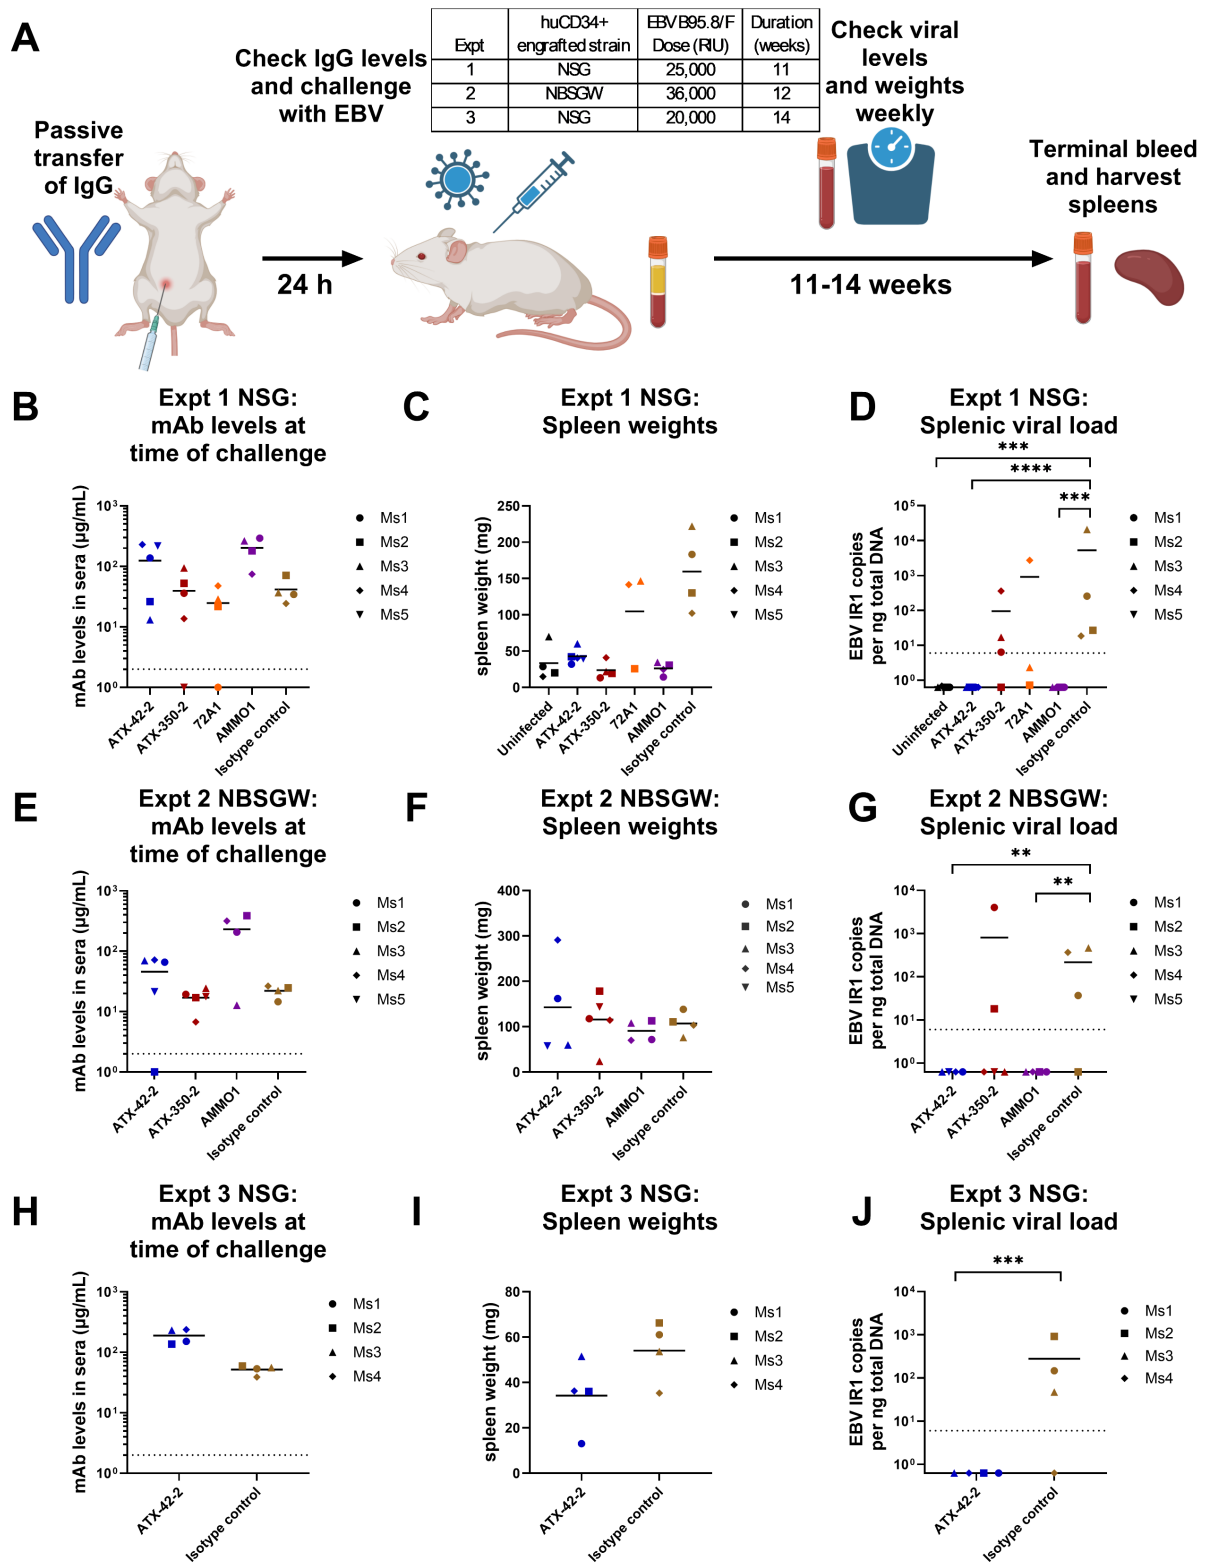 A
Passive
transfer
of IgG
24 h
Check IgG levels
and challenge
with EBV
Expt huCD34+ engrafted strain EBV B95.8/F Dose (RIU) Duration (weeks)
1 NSG 25,000 11
2 NBSGW 36,000 12
3 NSG 20,000 14
Check viral
levels
and weights
weekly
11-14 weeks
Terminal bleed
and harvest
spleens
B
Expt 1 NSG:
mAb levels at
time of challenge
mAb levels in sera (µg/mL)
10³
10²
10¹
10⁰
ATX-42-2
ATX-350-2
72A1
AMMO1
Isotype control
Ms1
Ms2
Ms3
Ms4
Ms5
C
Expt 1 NSG:
Spleen weights
spleen weight (mg)
250
200
150
100
50
0
Uninfected
ATX-42-2
ATX-350-2
72A1
AMMO1
Isotype control
Ms1
Ms2
Ms3
Ms4
Ms5
D
Expt 1 NSG:
Splenic viral load
***
****
***
EBV IR1 copies
per ng total DNA
10⁵
10⁴
10³
10²
10¹
10⁰
Uninfected
ATX-42-2
ATX-350-2
72A1
AMMO1
Isotype control
Ms1
Ms2
Ms3
Ms4
Ms5
E
Expt 2 NBSGW:
mAb levels at
time of challenge
mAb levels in sera (µg/mL)
10³
10²
10¹
10⁰
ATX-42-2
ATX-350-2
AMMO1
Isotype control
Ms1
Ms2
Ms3
Ms4
Ms5
F
Expt 2 NBSGW:
Spleen weights
spleen weight (mg)
400
300
200
100
0
ATX-42-2
ATX-350-2
AMMO1
Isotype control
Ms1
Ms2
Ms3
Ms4
Ms5
G
Expt 2 NBSGW:
Splenic viral load
**
**
EBV IR1 copies
per ng total DNA
10⁴
10³
10²
10¹
10⁰
ATX-42-2
ATX-350-2
AMMO1
Isotype control
Ms1
Ms2
Ms3
Ms4
Ms5
H
Expt 3 NSG:
mAb levels at
time of challenge
mAb levels in sera (µg/mL)
10³
10²
10¹
10⁰
ATX-42-2
Isotype control
Ms1
Ms2
Ms3
Ms4
I
Expt 3 NSG:
Spleen weights
spleen weight (mg)
80
60
40
20
0
ATX-42-2
Isotype control
Ms1
Ms2
Ms3
Ms4
J
Expt 3 NSG:
Splenic viral load
***
EBV IR1 copies
per ng total DNA
10⁴
10³
10²
10¹
10⁰
ATX-42-2
Isotype control
Ms1
Ms2
Ms3
Ms4